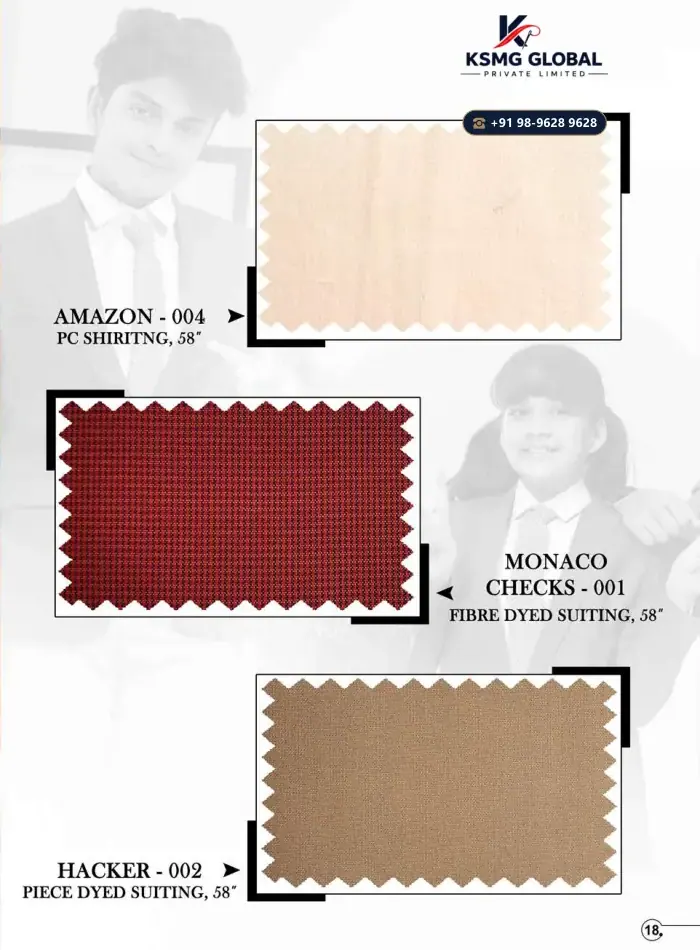 KSMG GLOBAL
PRIVATE LIMITED
+91 98-9628 9628
AMAZON - 004
PC SHIRITNG, 58"
MONACO
CHECKS - 001
FIBRE DYED SUITING, 58"
HACKER - 002
PIECE DYED SUITING, 58"
18.